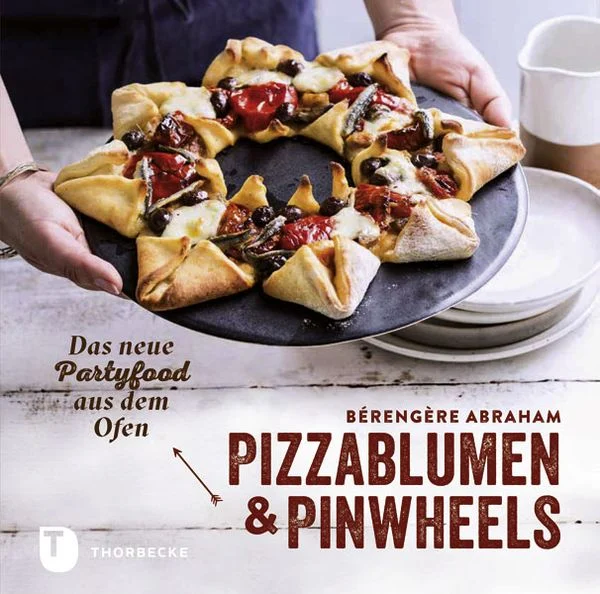 Das neue
Partyfood
aus dem
Ofen
BÉRENGÈRE ABRAHAM
PIZZABLUMEN
& PINWHEELS
T
THORBECKE